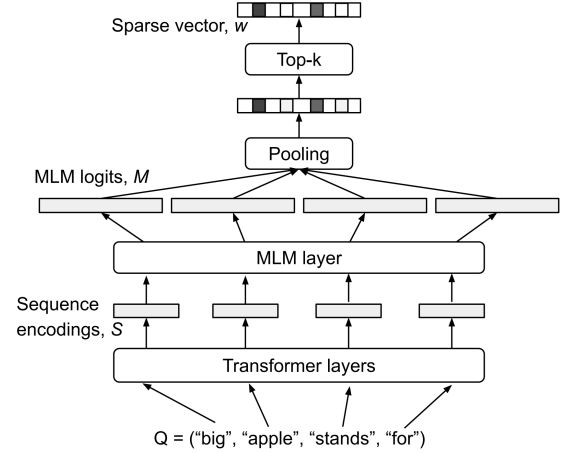 Sparse vector, w
Top-k
Pooling
MLM logits, M
MLM layer
Sequence
encodings, S
Transformer layers
Q = (“big”, “apple”, “stands”, “for”)